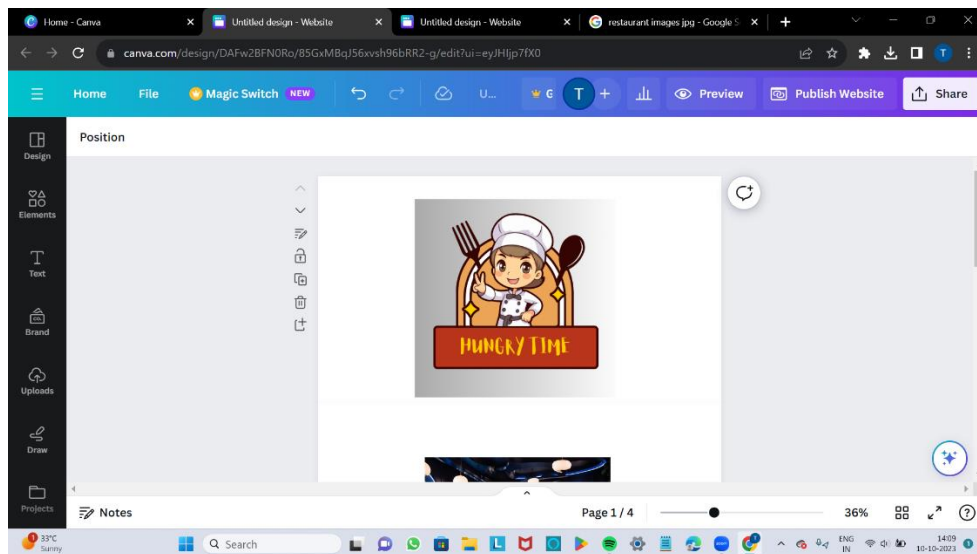 Home - Canva
Untitled design - Website
Untitled design - Website
restaurant images jpg - Google S
canva.com/design/DAFw2BFN0Ro/85GxMBqJ56xvsh96bRR2-g/edit?ui=eyJHIjp7fX0
T
Home
File
Magic Switch
NEW
U...
G
T
+
Preview
Publish Website
Share
Design
Position
Elements
Text
Brand
Uploads
Draw
Projects
HUNGRY TIME
Notes
Page 1 / 4
36%
33°C
Sunny
Search
ENG
IN
14:09
10-10-2023